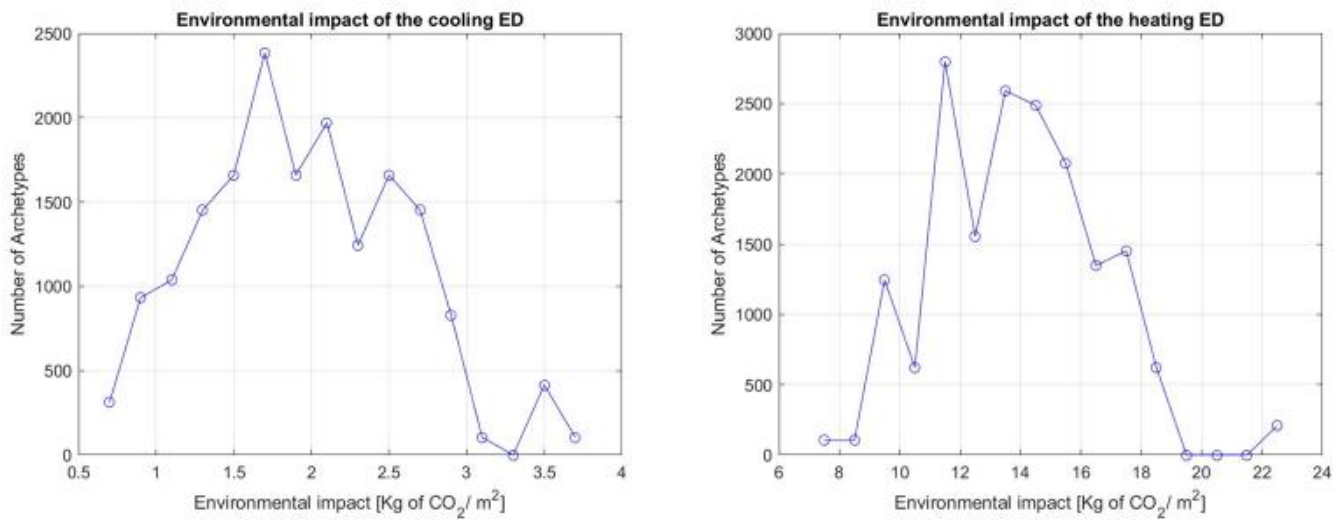 Environmental impact of the cooling ED
2500
2000
1500
1000
500
0
0.5 1 1.5 2 2.5 3 3.5 4
Number of Archetypes
Environmental impact [Kg of CO2/ m2]
Environmental impact of the heating ED
3000
2500
2000
1500
1000
500
0
6 8 10 12 14 16 18 20 22 24
Number of Archetypes
Environmental impact [Kg of CO2/ m2]